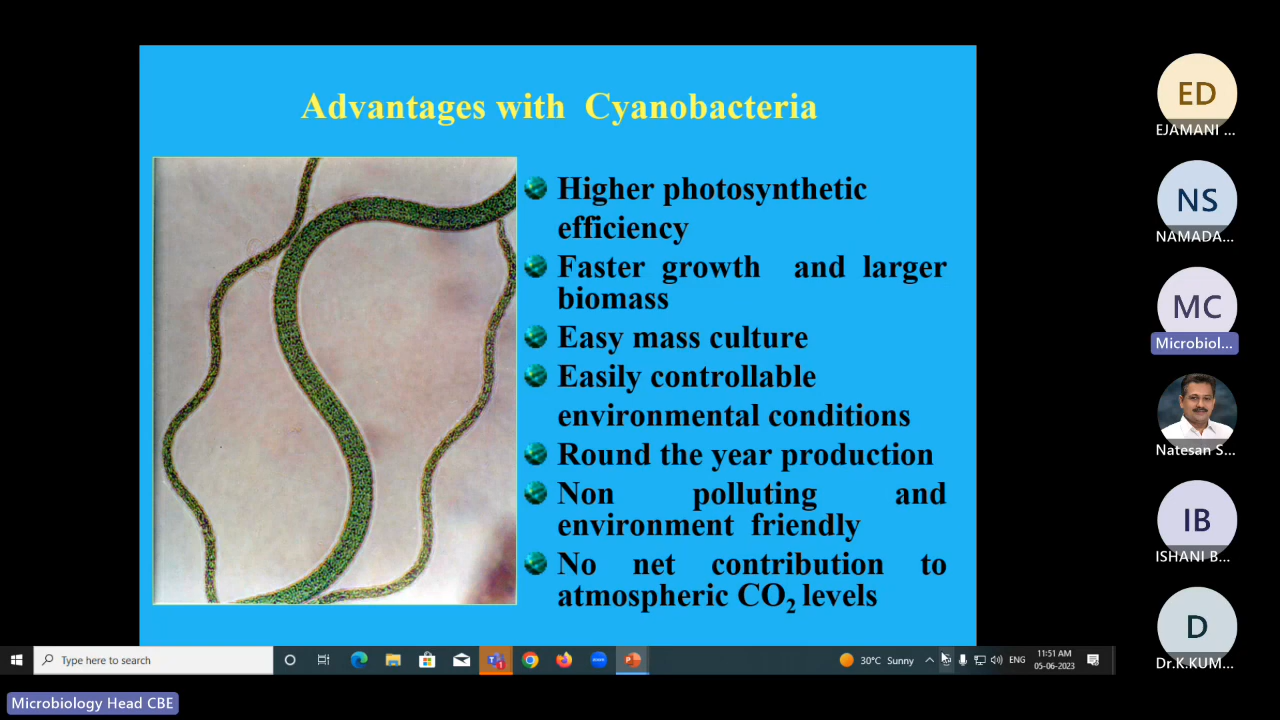 Advantages with Cyanobacteria
Higher photosynthetic
efficiency
Faster growth and larger
biomass
Easy mass culture
Easily controllable
environmental conditions
Round the year production
Non polluting and
environment friendly
No net contribution to
atmospheric CO2 levels
ED
EJAMANI ...
NS
NAMADA...
MC
Microbiol...
Natesan S...
IB
ISHANI B...
D
Dr.K.KUM...
Type here to search
30°C Sunny
ENG
11:51 AM
05-06-2023
Microbiology Head CBE